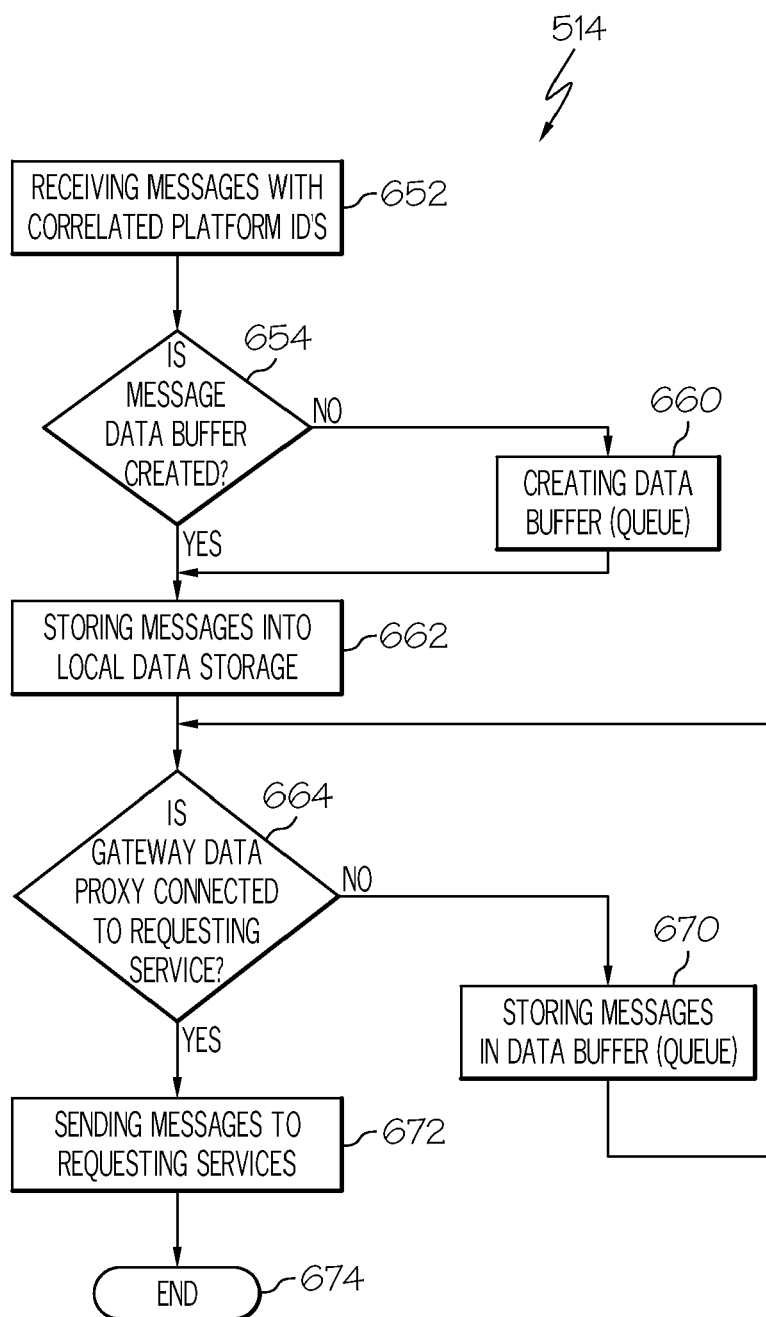 514
RECEIVING MESSAGES WITH
CORRELATED PLATFORM ID'S
652
654
IS
MESSAGE
DATA BUFFER
CREATED?
NO
YES
660
CREATING DATA
BUFFER (QUEUE)
STORING MESSAGES INTO
LOCAL DATA STORAGE
662
664
IS
GATEWAY DATA
PROXY CONNECTED
TO REQUESTING
SERVICE?
NO
YES
670
STORING MESSAGES
IN DATA BUFFER (QUEUE)
SENDING MESSAGES TO
REQUESTING SERVICES
672
END
674